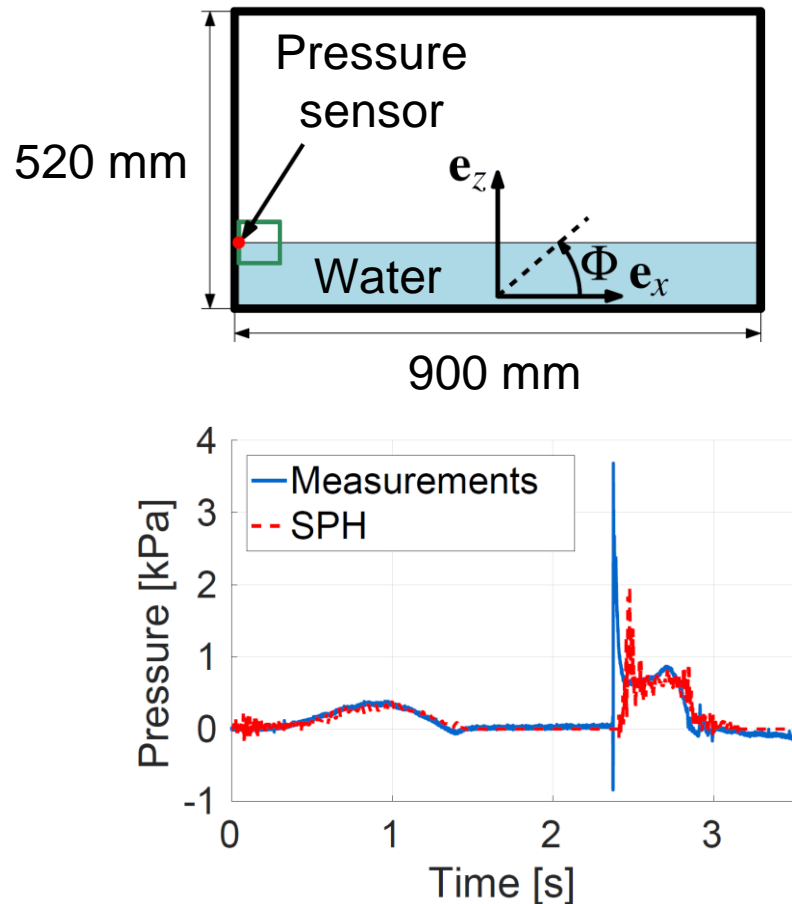 Pressure
sensor
520 mm
e_z
Φ e_x
Water
900 mm
4
Measurements
SPH
3
2
1
0
-1
Pressure [kPa]
0 1 2 3
Time [s]